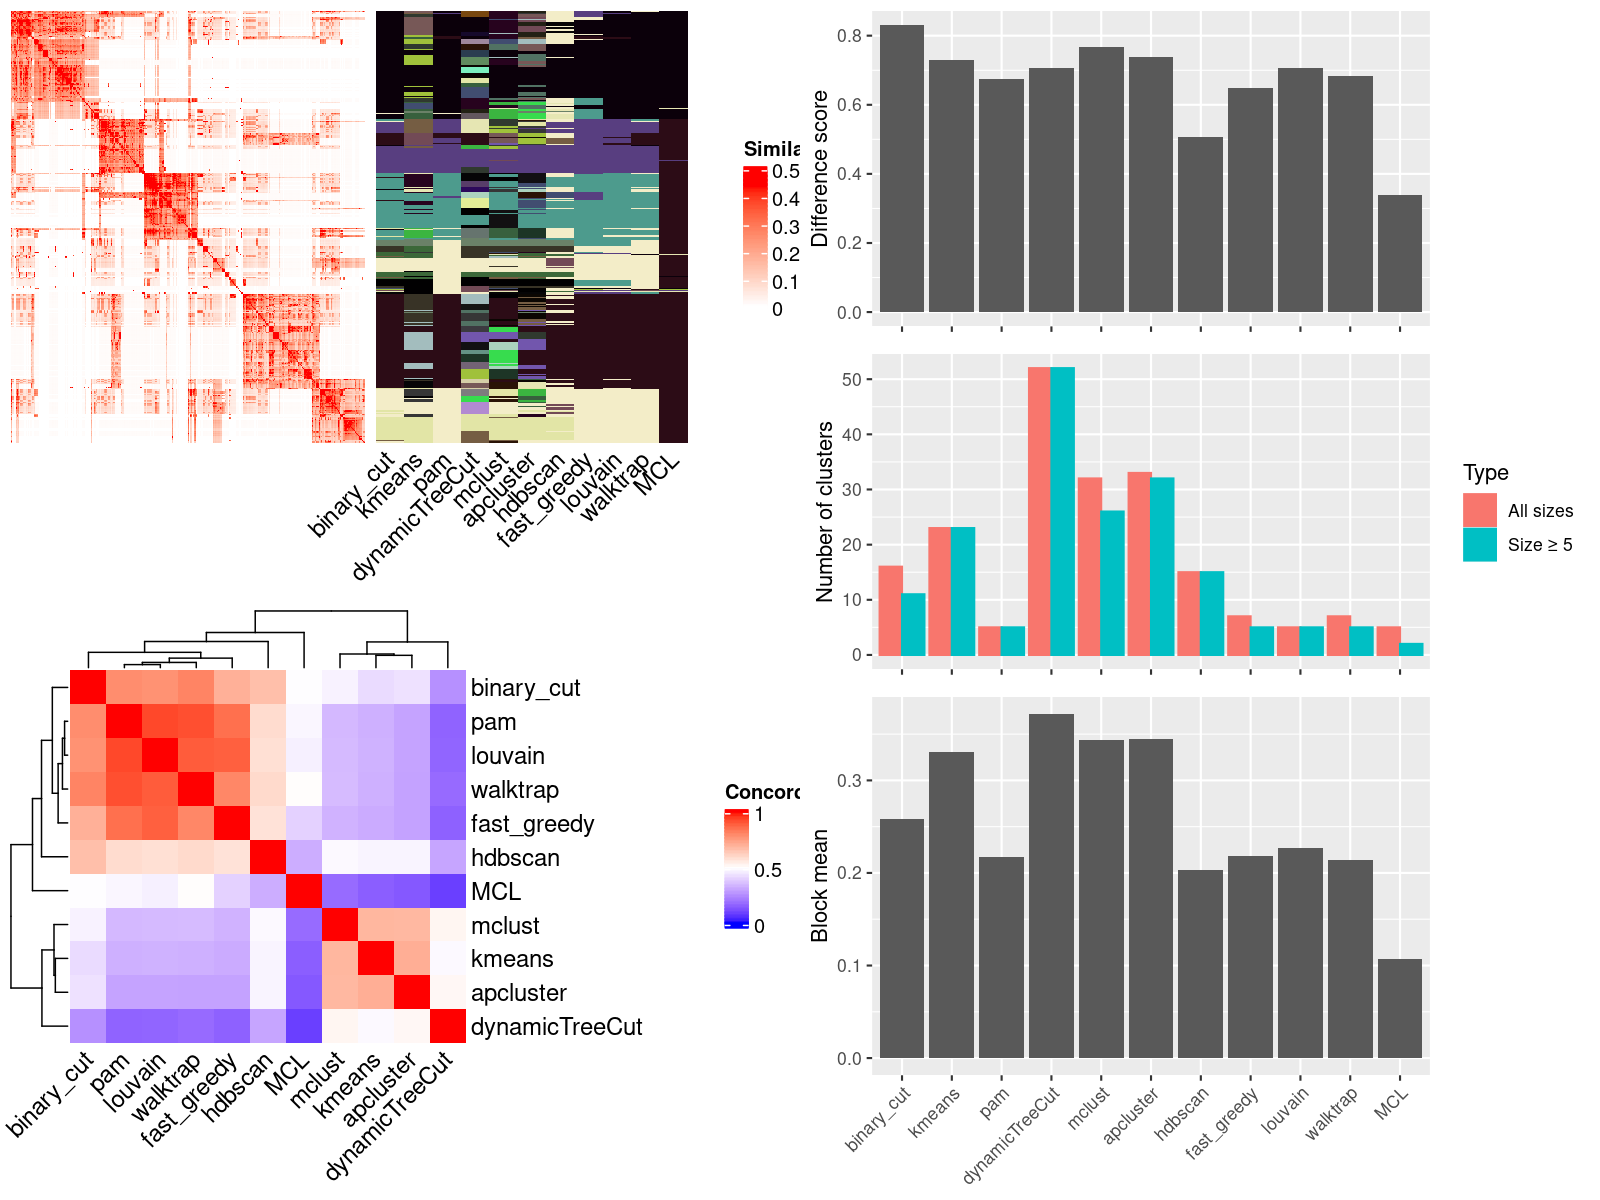 Simila
0.5
0.4
0.3
0.2
0.1
0
binary_cut
kmeans
pam
dynamicTreeCut
mclust
apcluster
hdbscan
fast_greedy
louvain
walktrap
MCL
Difference score
0.8
0.6
0.4
0.2
0.0
Number of clusters
50
40
30
20
10
0
Type
All sizes
Size ≥ 5
Block mean
0.3
0.2
0.1
0.0
binary_cut
kmeans
pam
dynamicTreeCut
mclust
apcluster
hdbscan
fast_greedy
louvain
walktrap
MCL
binary_cut
pam
louvain
walktrap
fast_greedy
hdbscan
MCL
mclust
kmeans
apcluster
dynamicTreeCut
binary_cut
pam
louvain
walktrap
fast_greedy
hdbscan
MCL
mclust
kmeans
apcluster
dynamicTreeCut
Concord
1
0.5
0